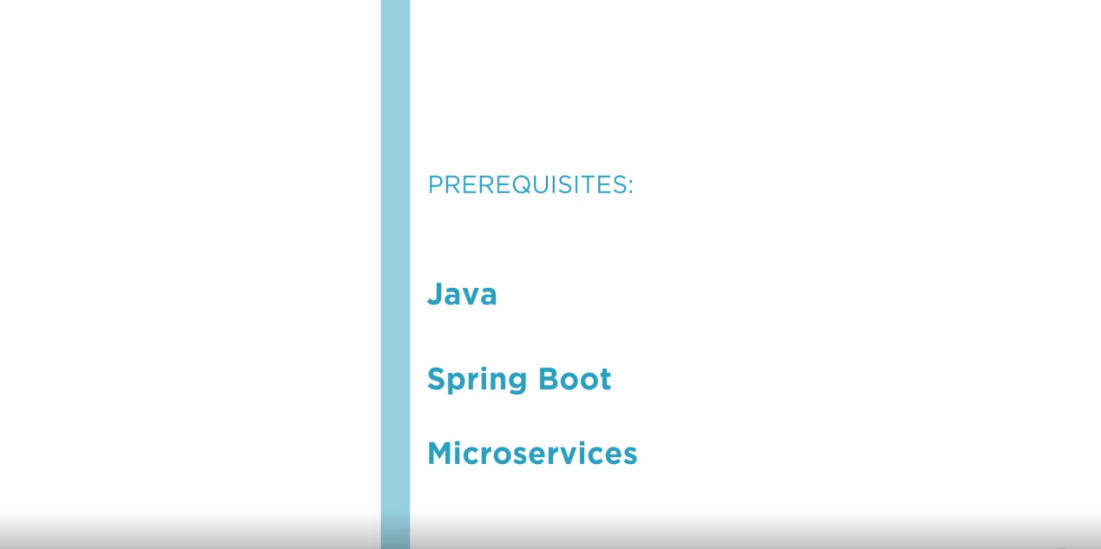 PREREQUISITES:
Java
Spring Boot
Microservices